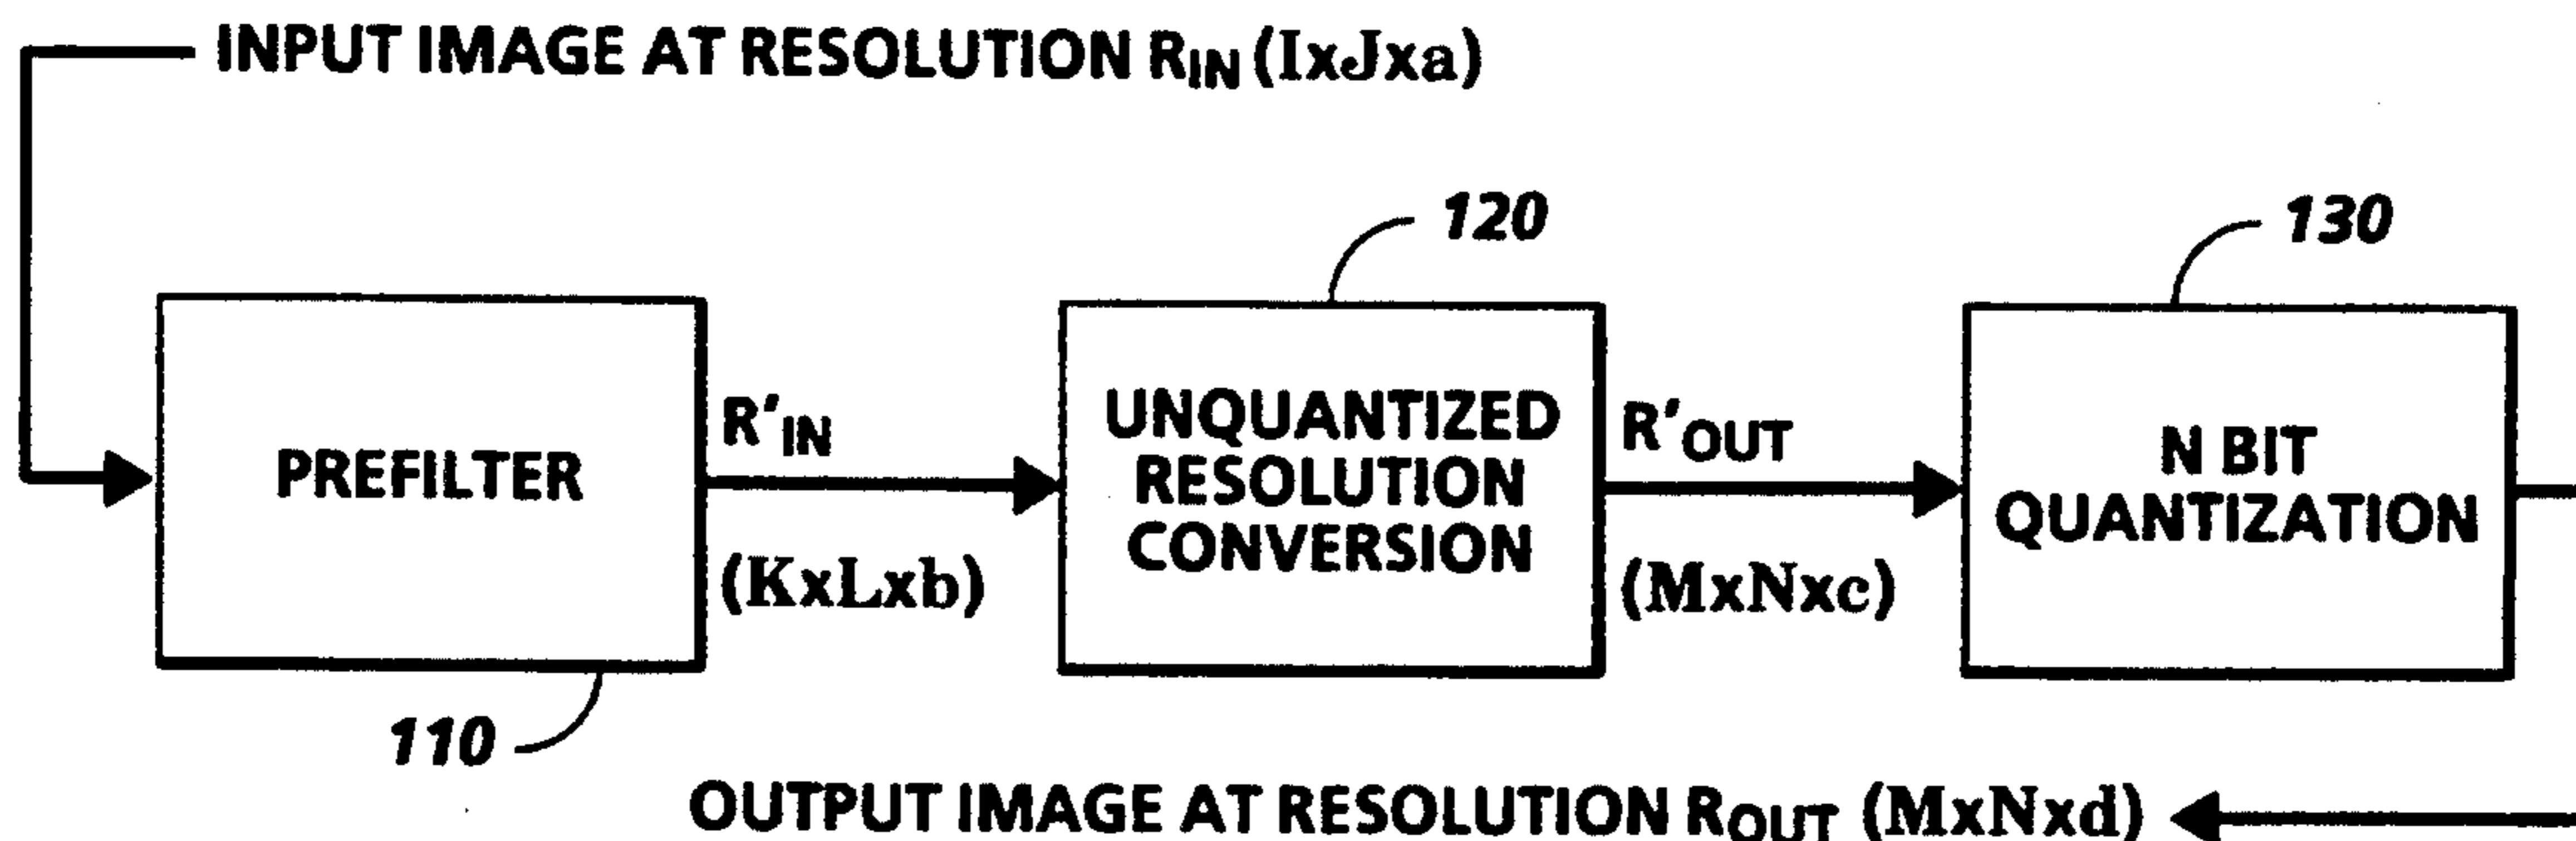 INPUT IMAGE AT RESOLUTION RIN (IxJxa)
120
130
PREFILTER
R'IN
(KxLxb)
UNQUANTIZED
RESOLUTION
CONVERSION
R'OUT
(MxNxc)
N BIT
QUANTIZATION
110
OUTPUT IMAGE AT RESOLUTION ROUT (MxNxd)